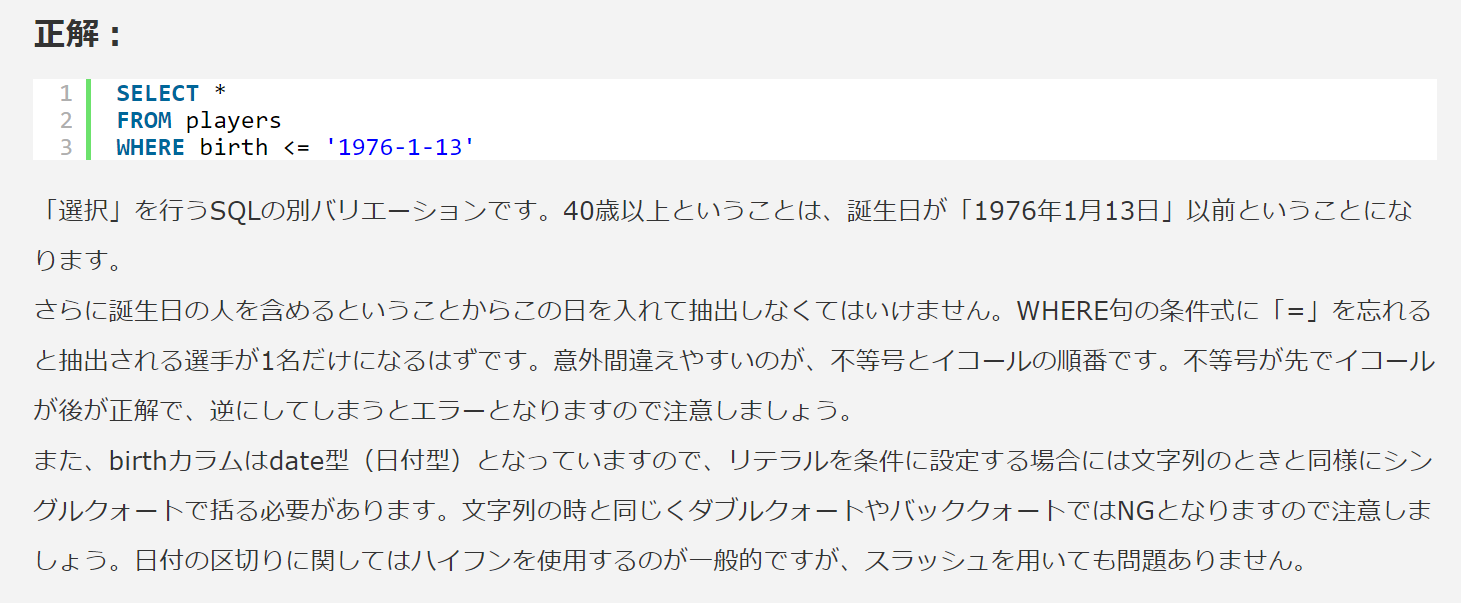 正解：
1 SELECT *
2 FROM players
3 WHERE birth <= '1976-1-13'
「選択」を行うSQLの別バリエーションです。40歳以上ということは、誕生日が「1976年1月13日」以前ということにな
ります。
さらに誕生日の人を含めるということからこの日を入れて抽出しなくてはいけません。WHERE句の条件式に「=」を忘れる
と抽出される選手が1名だけになるはずです。意外間違えやすいのが、不等号とイコールの順番です。不等号が先でイコール
が後が正解で、逆にしてしまうとエラーとなりますので注意しましょう。
また、birthカラムはdate型（日付型）となっていますので、リテラルを条件に設定する場合には文字列のときと同様にシン
グルクォートで括る必要があります。文字列の時と同じくダブルクォートやバッククォートではNGとなりますので注意しま
しょう。日付の区切りに関してはハイフンを使用するのが一般的ですが、スラッシュを用いても問題ありません。